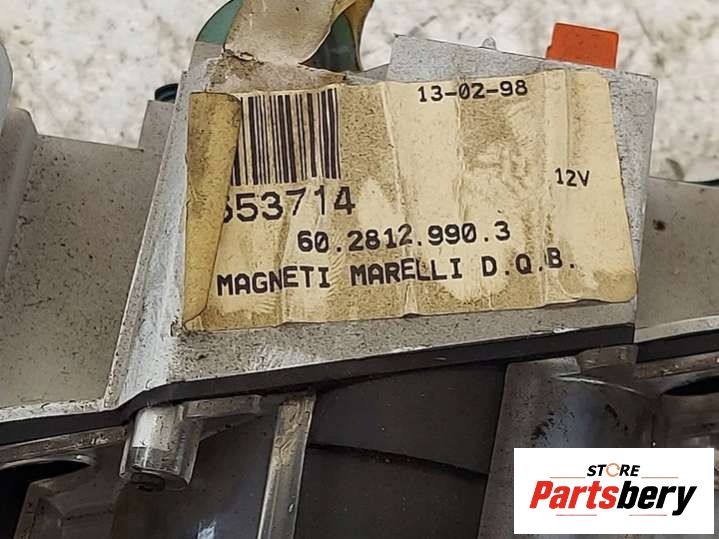 13-02-98
12V
53714
60.2812.990.3
MAGNETI MARELLI D.Q.B.
STORE
Partsbery